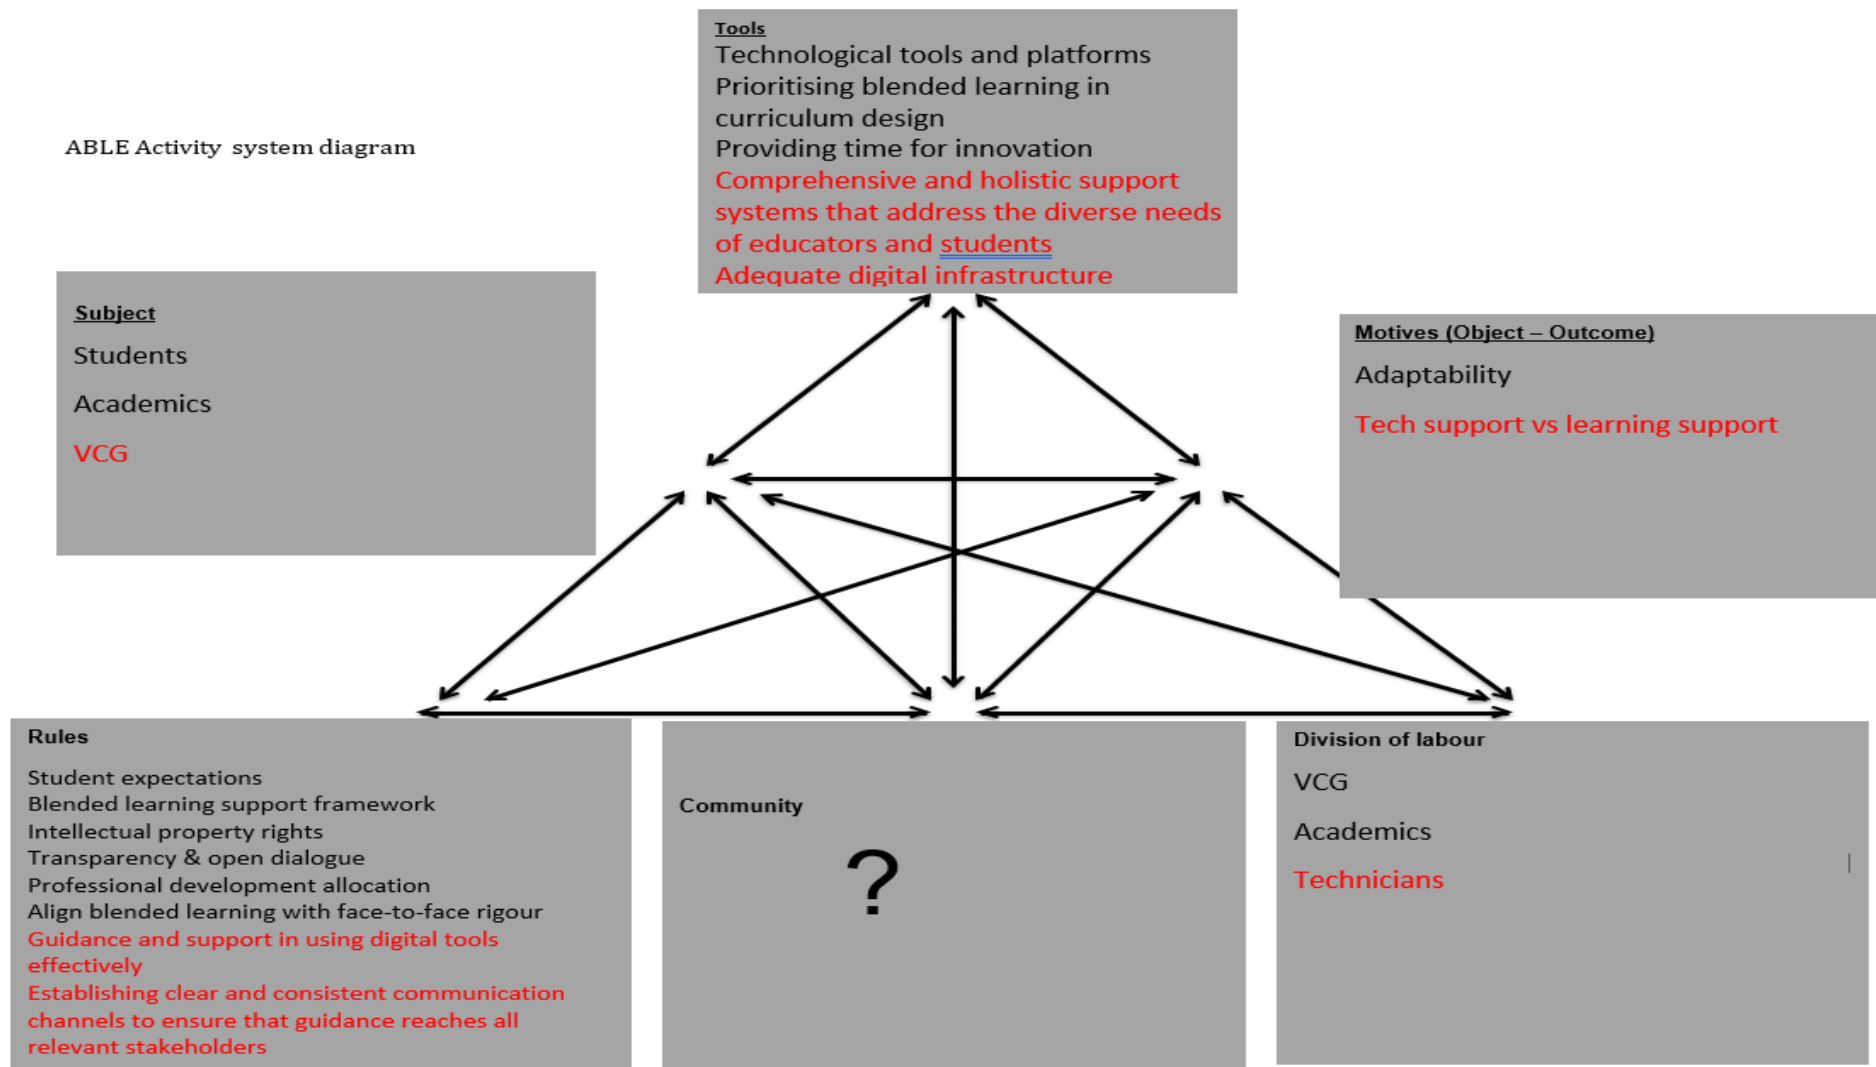 Tools
Technological tools and platforms
Prioritising blended learning in
curriculum design
Providing time for innovation
Comprehensive and holistic support
systems that address the diverse needs
of educators and students
Adequate digital infrastructure
ABLE Activity system diagram
Subject
Students
Academics
VCG
Motives (Object – Outcome)
Adaptability
Tech support vs learning support
Rules
Student expectations
Blended learning support framework
Intellectual property rights
Transparency & open dialogue
Professional development allocation
Align blended learning with face-to-face rigour
Guidance and support in using digital tools
effectively
Establishing clear and consistent communication
channels to ensure that guidance reaches all
relevant stakeholders
Community
?
Division of labour
VCG
Academics
Technicians